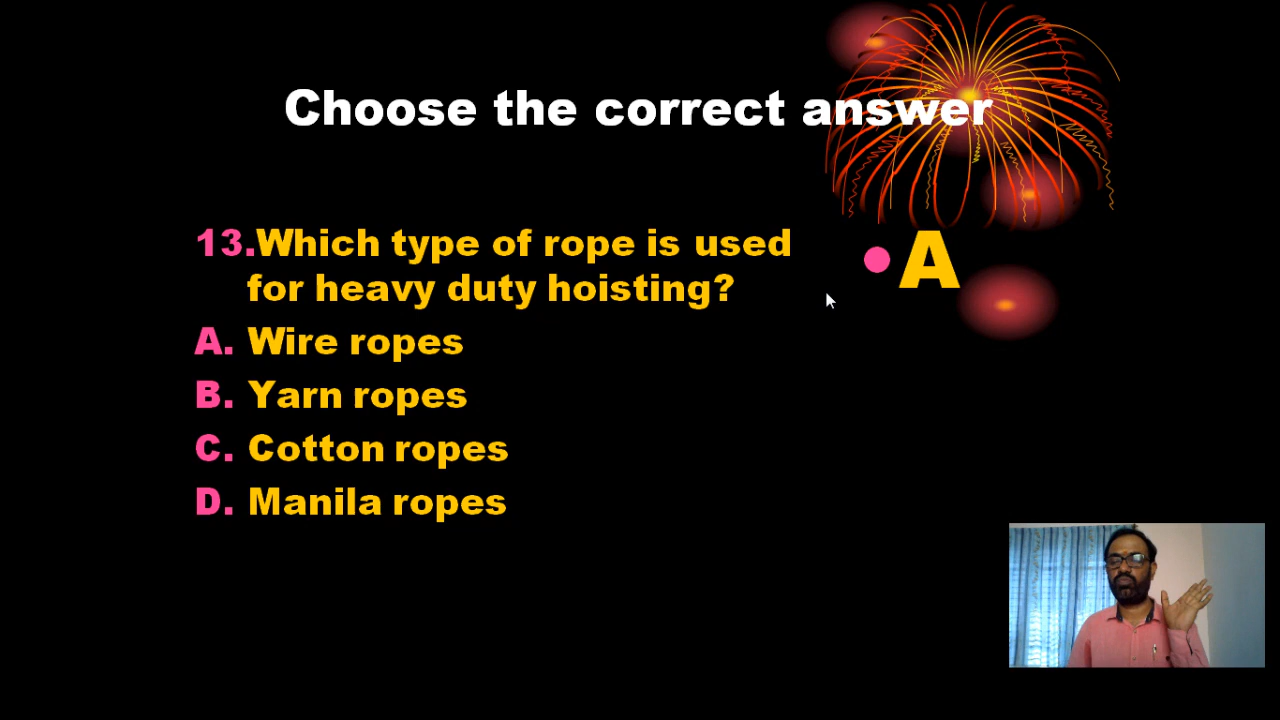 Choose the correct answer
13.Which type of rope is used
for heavy duty hoisting?
A. Wire ropes
B. Yarn ropes
C. Cotton ropes
D. Manila ropes
• A